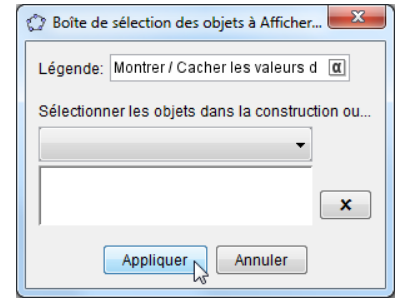 Boîte de sélection des objets à Afficher...
Légende: Montrer / Cacher les valeurs d α
Sélectionner les objets dans la construction ou...
Appliquer Annuler